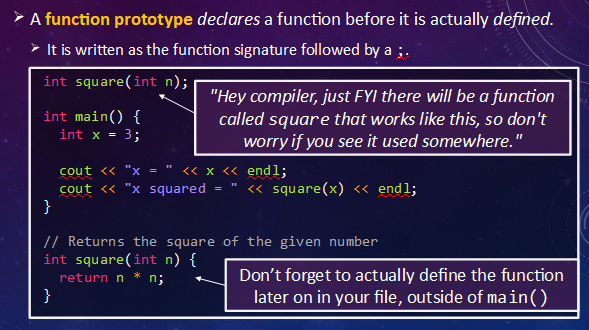 A function prototype declares a function before it is actually defined.
It is written as the function signature followed by a ;.
int square(int n);
"Hey compiler, just FYI there will be a function
called square that works like this, so don't
worry if you see it used somewhere."
int main() {
int x = 3;
cout << "x = " << x << endl;
cout << "x squared = " << square(x) << endl;
}
// Returns the square of the given number
int square(int n) {
return n * n;
}
Don't forget to actually define the function
later on in your file, outside of main()